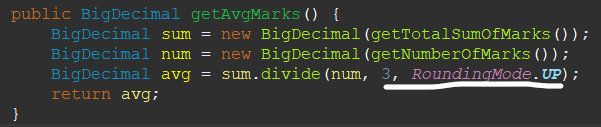 public BigDecimal getAvgMarks() {
BigDecimal sum = new BigDecimal(getTotalSumOfMarks());
BigDecimal num = new BigDecimal(getNumberOfMarks());
BigDecimal avg = sum.divide(num, 3, RoundingMode.UP);
return avg;
}